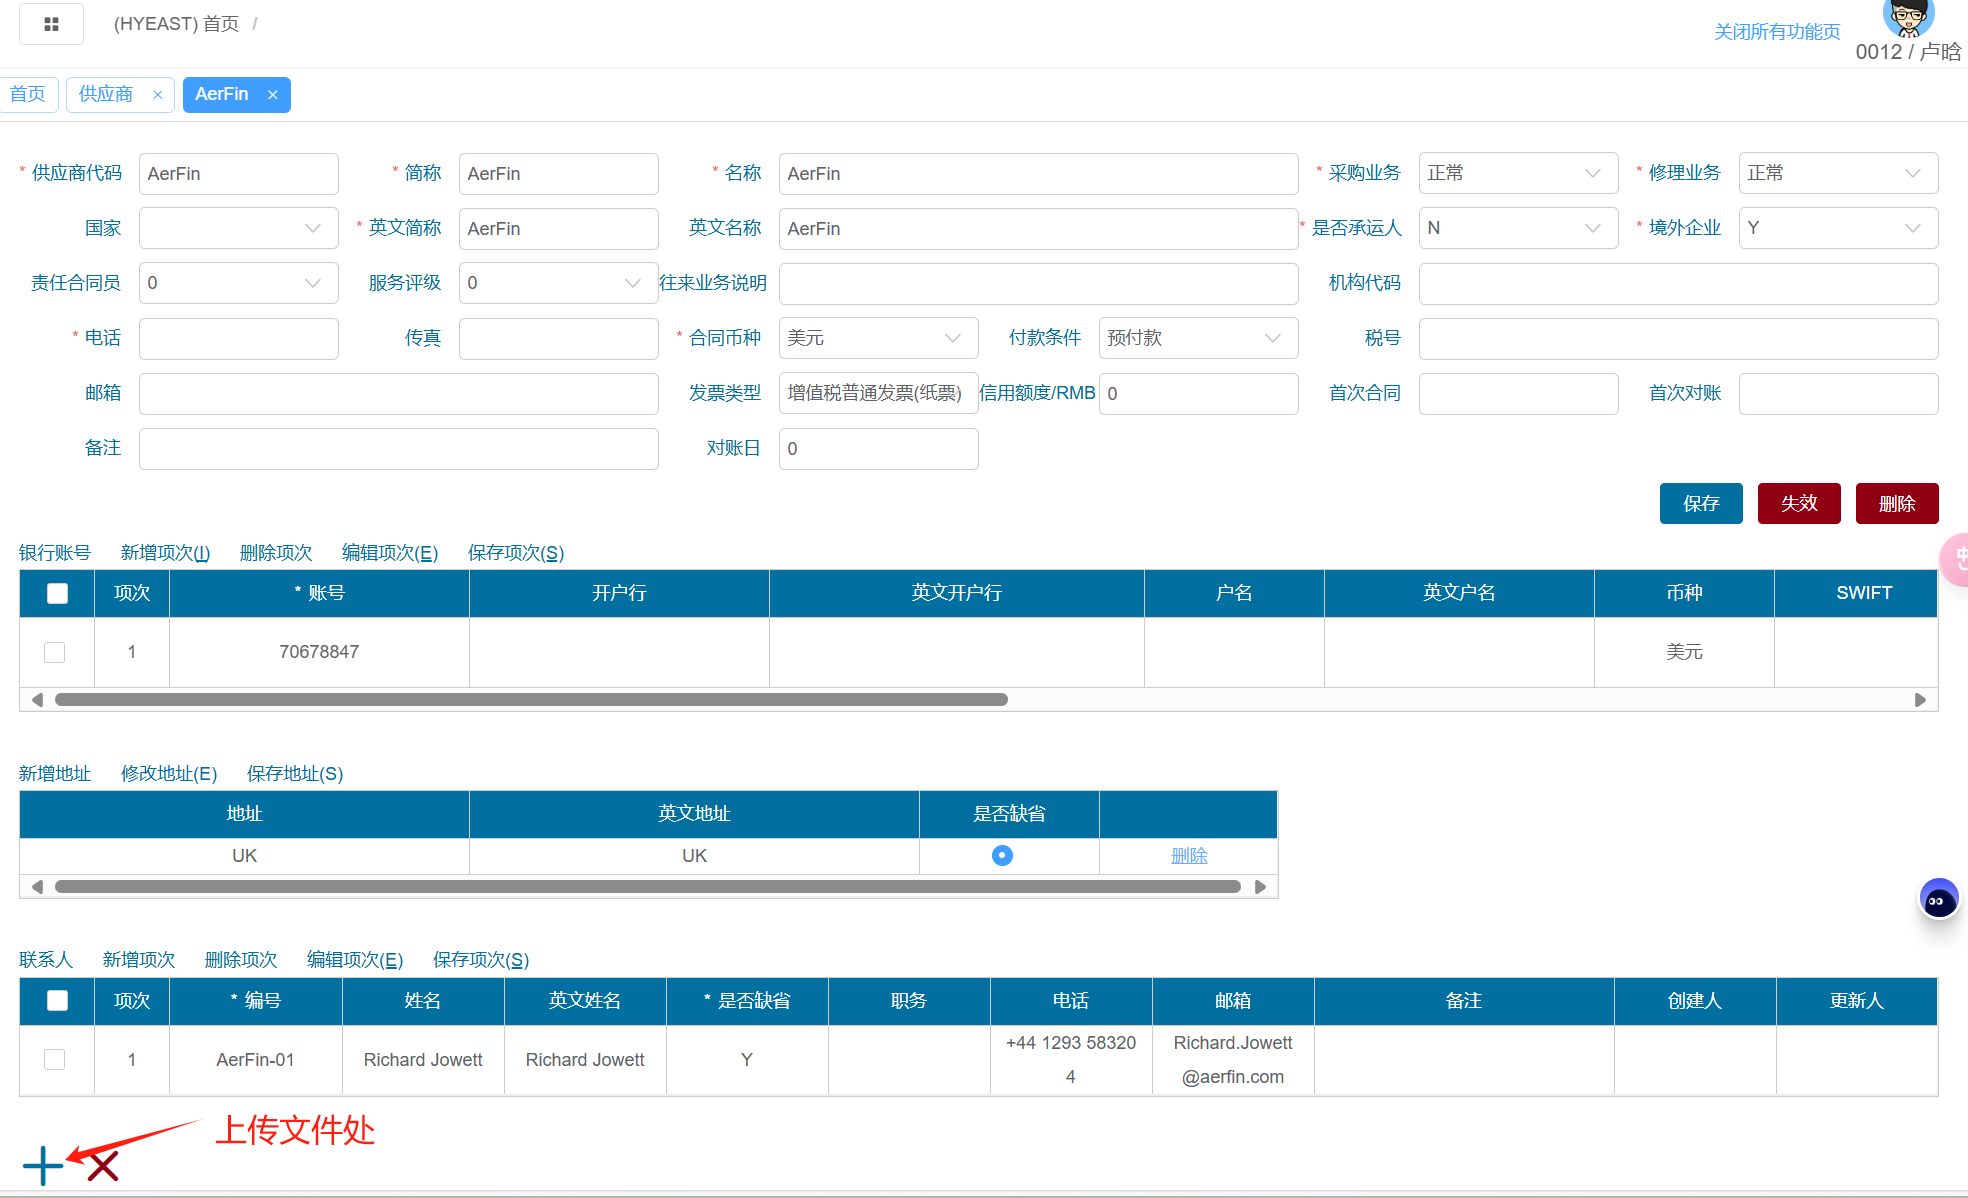 (HYEAST) 首页 /
关闭所有功能页
0012 / 卢晗
首页 供应商 × AerFin ×
* 供应商代码 AerFin * 简称 AerFin * 名称 AerFin * 采购业务 正常 * 修理业务 正常
国家 * 英文简称 AerFin 英文名称 AerFin * 是否承运人 N * 境外企业 Y
责任合同员 0 服务评级 0 往来业务说明 机构代码
* 电话 传真 * 合同币种 美元 付款条件 预付款 税号
邮箱 发票类型 增值税普通发票(纸票) 信用额度/RMB 0 首次合同 首次对账
备注 对账日 0
保存 失效 删除
银行账号 新增项次(I) 删除项次 编辑项次(E) 保存项次(S)
项次 * 账号 开户行 英文开户行 户名 英文户名 币种 SWIFT
1 70678847 美元
新增地址 修改地址(E) 保存地址(S)
地址 英文地址 是否缺省
UK UK 删除
联系人 新增项次 删除项次 编辑项次(E) 保存项次(S)
项次 * 编号 姓名 英文姓名 * 是否缺省 职务 电话 邮箱 备注 创建人 更新人
1 AerFin-01 Richard Jowett Richard Jowett Y +44 1293 58320 Richard.Jowett
4 @aerfin.com
上传文件处